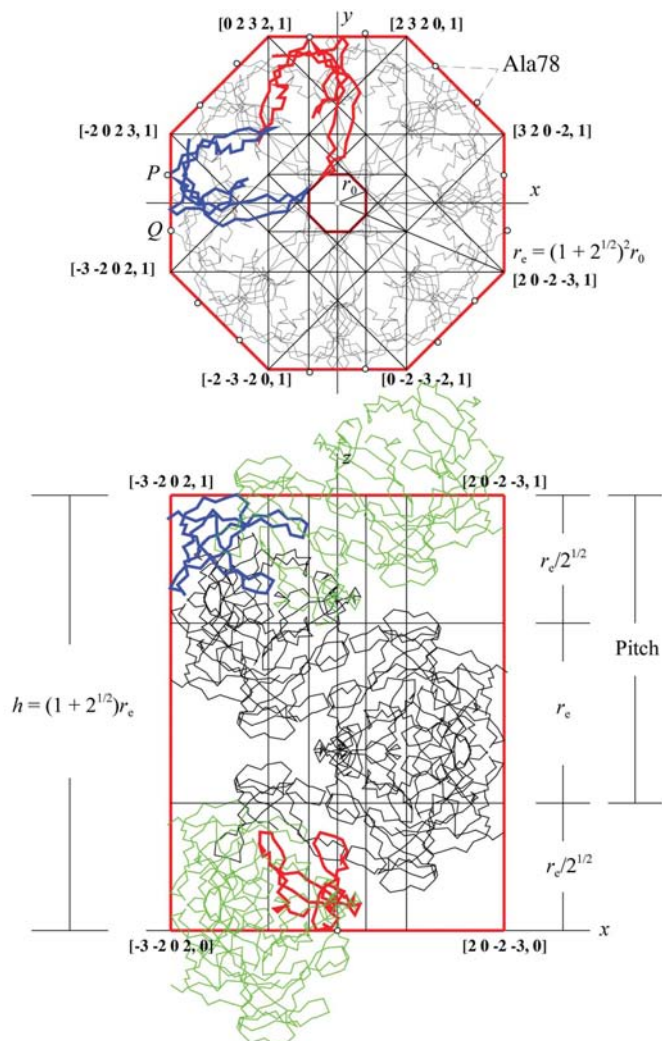 y
[0 2 3 2, 1] [2 3 2 0, 1]
Ala78
[-2 0 2 3, 1] [3 2 0 -2, 1]
P
r₀
x
Q
rₑ = (1 + 2^{1/2})²r₀
[-3 -2 0 2, 1] [2 0 -2 -3, 1]
[-2 -3 -2 0, 1] [0 -2 -3 -2, 1]
z
[-3 -2 0 2, 1] [2 0 -2 -3, 1]
rₑ/2^{1/2}
Pitch
h = (1 + 2^{1/2})rₑ
rₑ
rₑ/2^{1/2}
x
[-3 -2 0 2, 0] [2 0 -2 -3, 0]